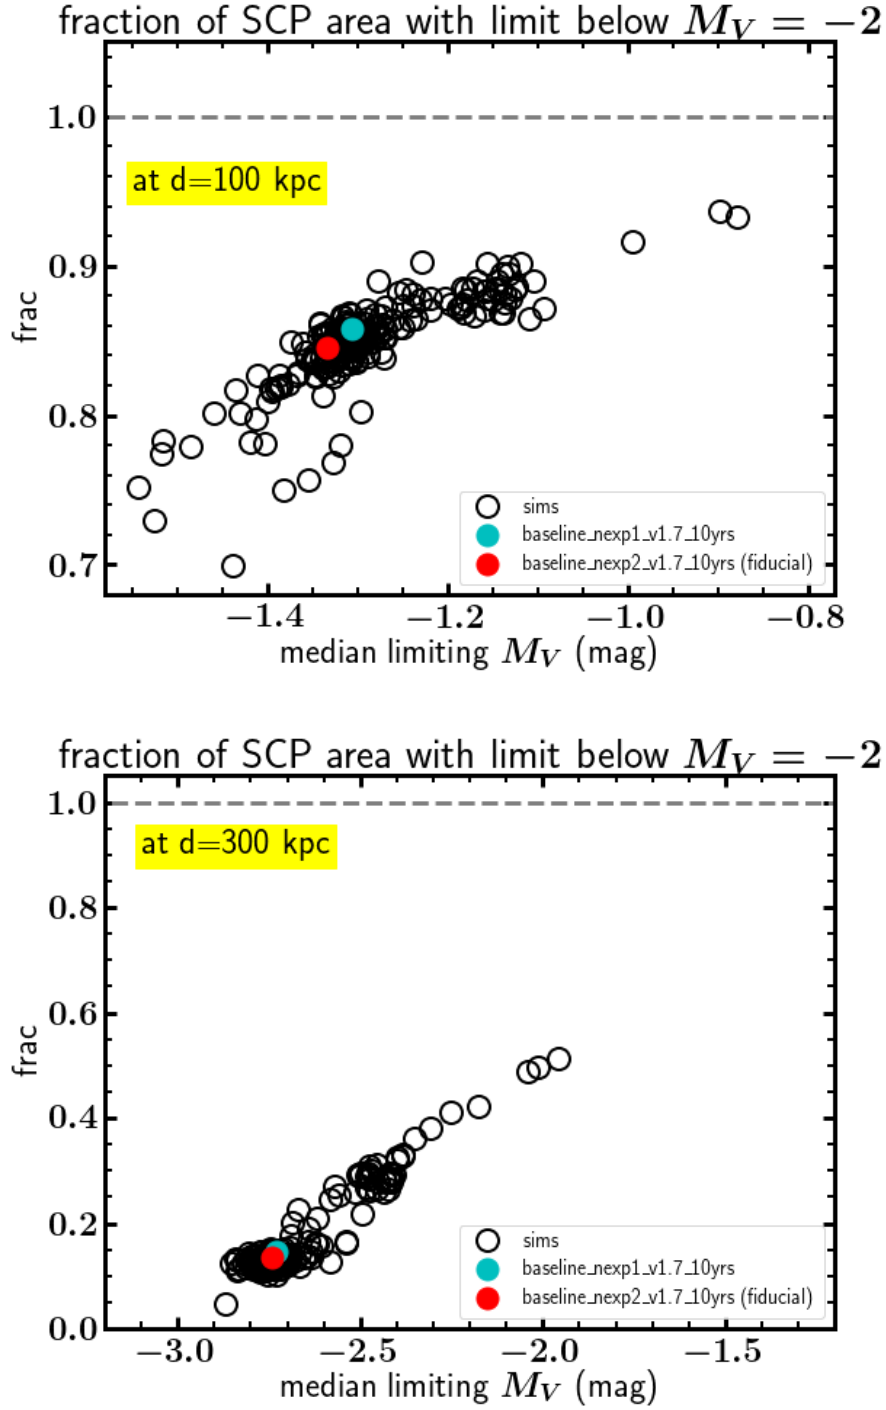 fraction of SCP area with limit below M_V = −2
1.0
at d=100 kpc
0.9
frac
0.8
0.7
sims
baseline_nexp1_v1.7_10yrs
baseline_nexp2_v1.7_10yrs (fiducial)
−1.4 −1.2 −1.0 −0.8
median limiting M_V (mag)
fraction of SCP area with limit below M_V = −2
1.0
at d=300 kpc
0.8
0.6
frac
0.4
0.2
0.0
sims
baseline_nexp1_v1.7_10yrs
baseline_nexp2_v1.7_10yrs (fiducial)
−3.0 −2.5 −2.0 −1.5
median limiting M_V (mag)